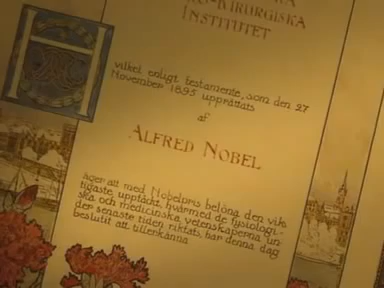 KIRURGISKA
INSTITUTET
vilket enligt testamente, som den 27
November 1895 upprättats
af
ALFRED NOBEL
äger att med Nobelpris belöna den vik-
tigaste upptäckt, hvarmed de fysiologi-
ska och medicinska vetenskaperna un-
der senaste tiden riktats, har denna dag
beslutit att tillerkänna